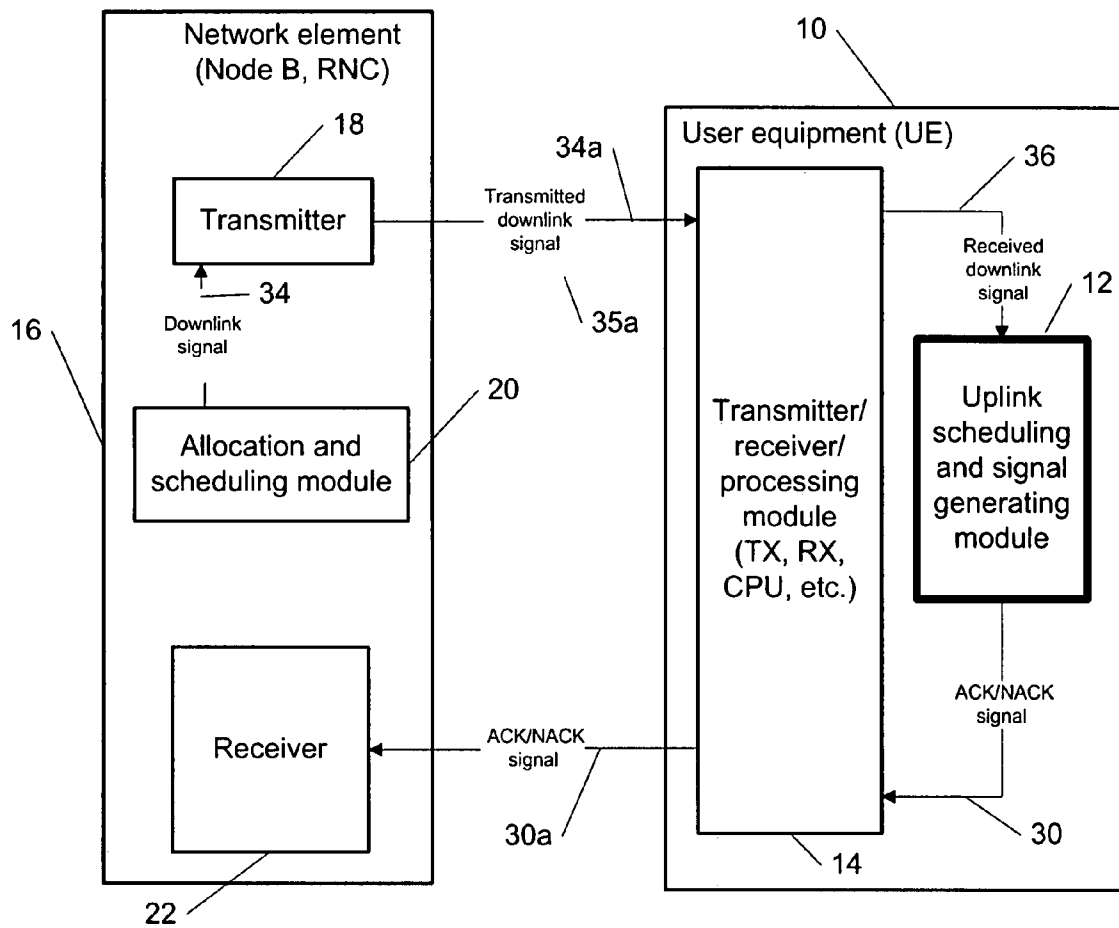 Network element
(Node B, RNC)
10
18
User equipment (UE)
34a
36
Transmitter
Transmitted
downlink
signal
Received
downlink
signal
34
12
35a
Downlink
signal
16
20
Allocation and
scheduling module
Transmitter/
receiver/
processing
module
(TX, RX,
CPU, etc.)
Uplink
scheduling
and signal
generating
module
ACK/NACK
signal
Receiver
ACK/NACK
signal
30a
30
14
22